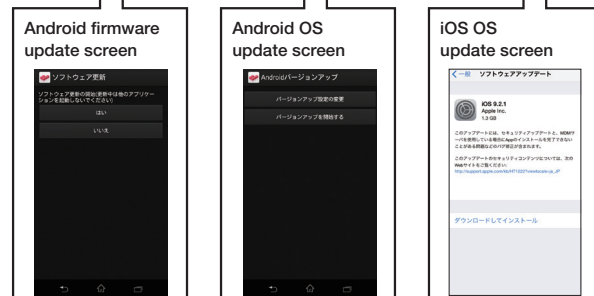 Android firmware
update screen
ソフトウェア更新
ソフトウェア更新の開始(更新中は他のアプリケー
ションを起動しないでください)
はい
いいえ
Android OS
update screen
Androidバージョンアップ
バージョンアップ設定の変更
バージョンアップを開始する
iOS OS
update screen
一般
ソフトウェアアップデート
iOS 9.2.1
Apple Inc.
1.3 GB
このアップデートには、セキュリティアップデートと、MDMサ
ーバを使用している場合にAppのインストールを完了できない
ことがある問題などのバグ修正が含まれます。
このアップデートのセキュリティコンテンツについては、次の
Webサイトをご覧ください:
ダウンロードしてインストール